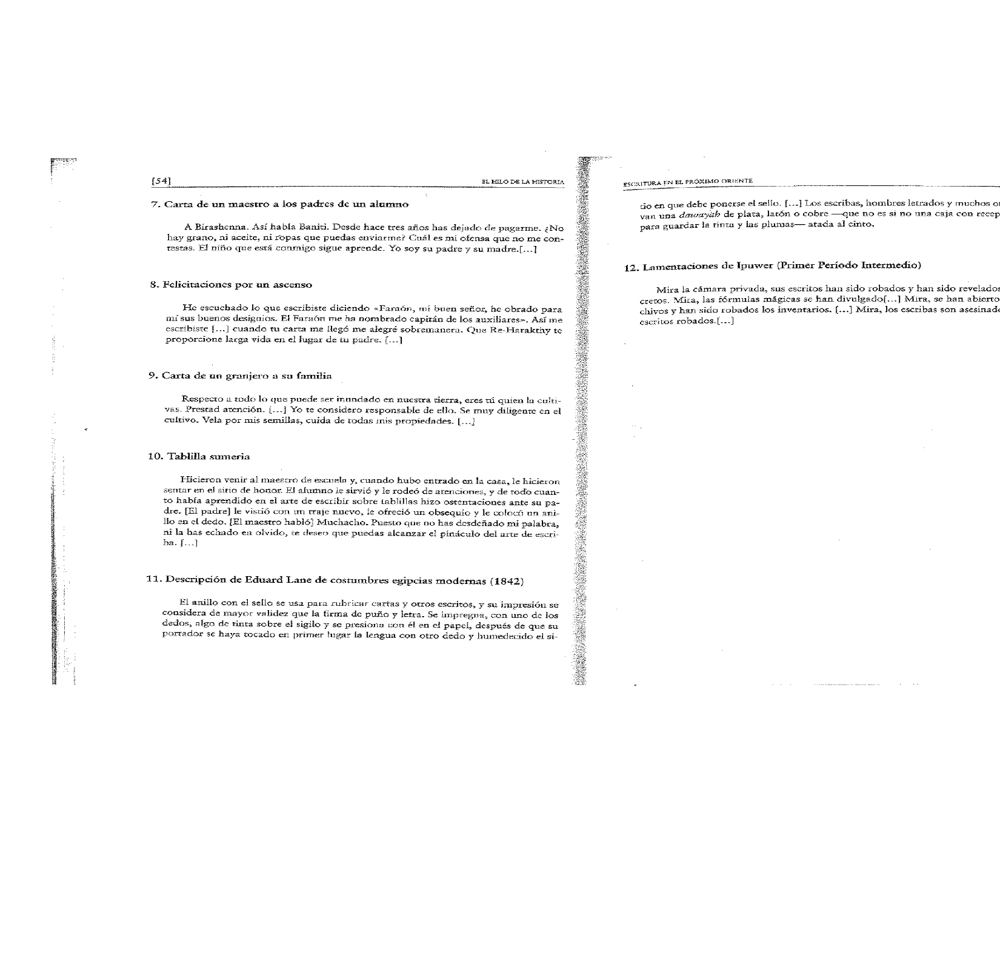 [54] EL HILO DE LA HISTORIA
7. Carta de un maestro a los padres de un alumno
A Birashenna. Así habla Baniti. Desde hace tres años has dejado de pagarme. ¿No
hay grano, ni aceite, ni ropas que puedas enviarme? Cuál es mi ofensa que no me con-
testas. El niño que está conmigo sigue aprende. Yo soy su padre y su madre.[...]
8. Felicitaciones por un ascenso
He escuchado lo que escribiste diciendo «Faraón, mi buen señor, he obrado para
mí sus buenos designios. El Faraón me ha nombrado capitán de los auxiliares». Así me
escribiste [...] cuando tu carta me llegó me alegré sobremanera. Que Re-Harakthy te
proporcione larga vida en el lugar de tu padre. [...]
9. Carta de un granjero a su familia
Respecto a todo lo que puede ser inundado en nuestra tierra, eres tú quien la culti-
vas. Prestad atención. [...] Yo te considero responsable de ello. Se muy diligente en el
cultivo. Vela por mis semillas, cuida de todas mis propiedades. [...]
10. Tablilla sumeria
Hicieron venir al maestro de escuela y, cuando hubo entrado en la casa, le hicieron
sentar en el sitio de honor. El alumno le sirvió y le rodeó de atenciones, y de todo cuan-
to había aprendido en el arte de escribir sobre tablillas hizo ostentaciones ante su pa-
dre. [El padre] le vistió con un traje nuevo, le ofreció un obsequio y le colocó un ani-
llo en el dedo. [El maestro habló] Muchacho. Puesto que no has desdeñado mi palabra,
ni la has echado en olvido, te deseo que puedas alcanzar el pináculo del arte de escri-
ba. [...]
11. Descripción de Eduard Lane de costumbres egipcias modernas (1842)
El anillo con el sello se usa para rubricar cartas y otros escritos, y su impresión se
considera de mayor validez que la firma de puño y letra. Se impregna, con uno de los
dedos, algo de tinta sobre el sigilo y se presiona con él en el papel, después de que su
portador se haya tocado en primer lugar la lengua con otro dedo y humedecido el si-
ESCRITURA EN EL PRÓXIMO ORIENTE
tio en que debe ponerse el sello. [...] Los escribas, hombres letrados y muchos
van una dawayàh de plata, latón o cobre —que no es si no una caja con recep
para guardar la tinta y las plumas— atada al cinto.
12. Lamentaciones de Ipuwer (Primer Período Intermedio)
Mira la cámara privada, sus escritos han sido robados y han sido revelados
cretos. Mira, las fórmulas mágicas se han divulgado[...] Mira, se han abierto
chivos y han sido robados los inventarios. [...] Mira, los escribas son asesinad
escritos robados.[...]